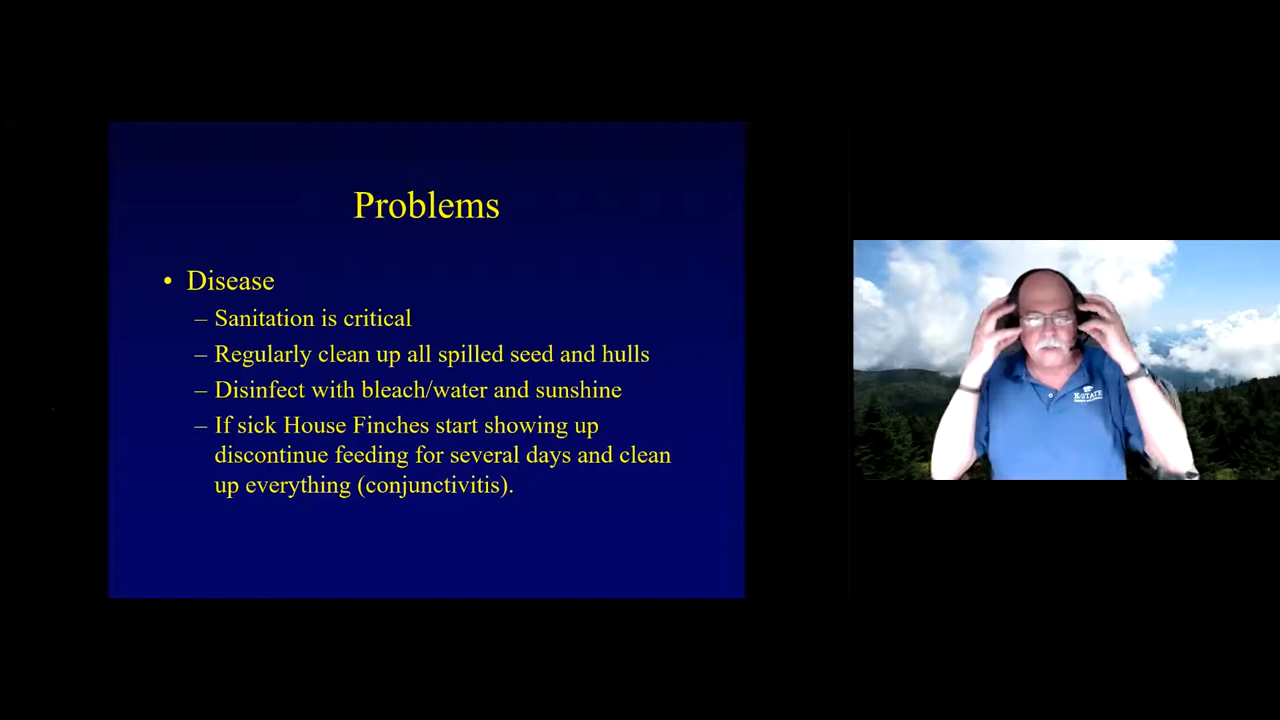 Problems
• Disease
– Sanitation is critical
– Regularly clean up all spilled seed and hulls
– Disinfect with bleach/water and sunshine
– If sick House Finches start showing up
discontinue feeding for several days and clean
up everything (conjunctivitis).
K-STATE